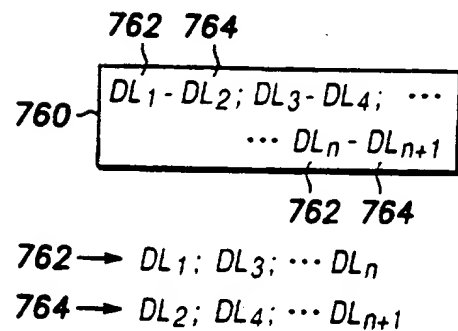 762 764
760 DL₁ - DL₂; DL₃ - DL₄; ...
... DLₙ - DLₙ₊₁
762 764
762 → DL₁; DL₃; ... DLₙ
764 → DL₂; DL₄; ... DLₙ₊₁